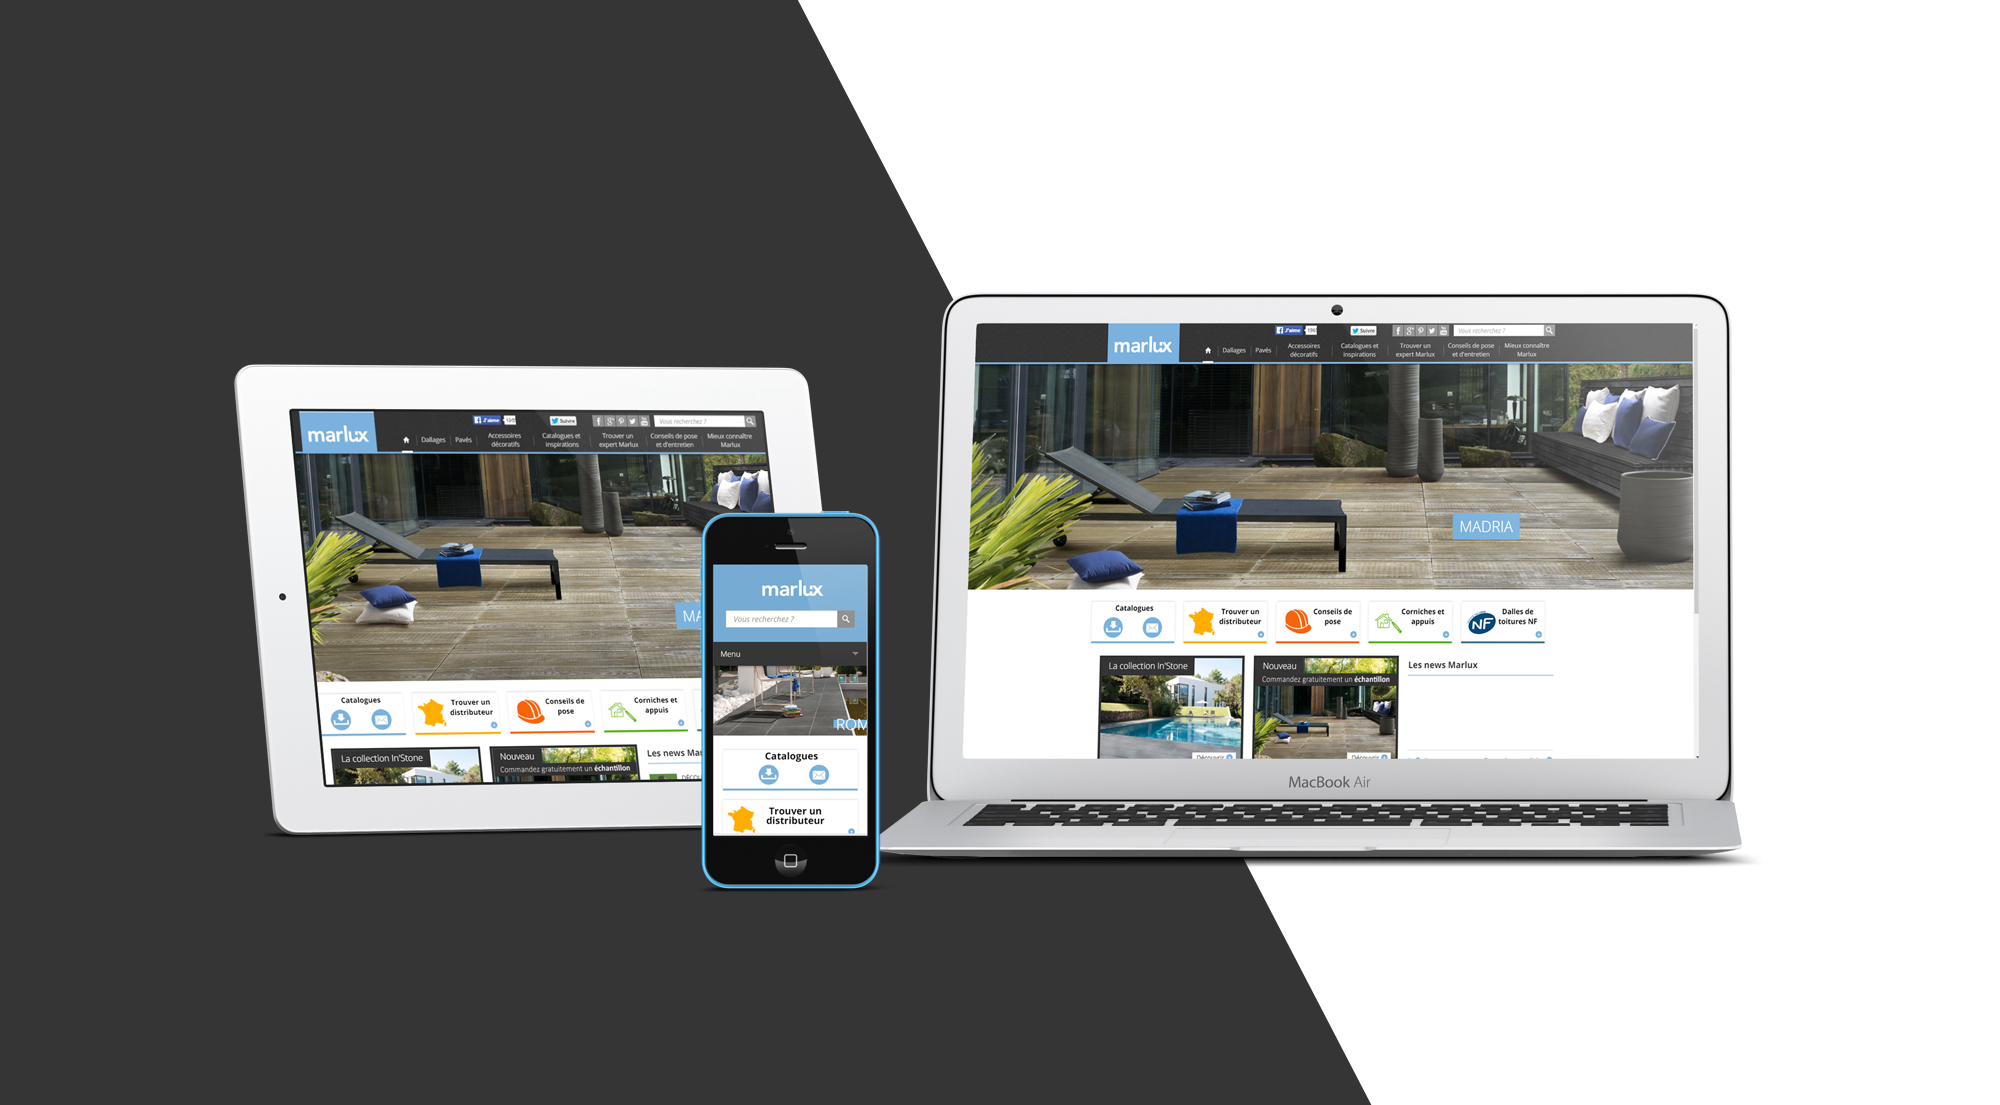 marlux
J'aime
Suivre
Vous recherchez ?
Dallages
Pavés
Accessoires
décoratifs
Catalogues et
inspirations
Trouver un
expert Marlux
Conseils de pose
et d'entretien
Mieux connaître
Marlux
MA
Catalogues
Trouver un
distributeur
Conseils de
pose
Corniches et
appuis
La collection In'Stone
Nouveau
Commandez gratuitement un échantillon
Les news Mar
marlux
Vous recherchez ?
Menu
ROM
Catalogues
Trouver un
distributeur
marlux
J'aime
Suivre
Vous recherchez ?
Dallages
Pavés
Accessoires
décoratifs
Catalogues et
inspirations
Trouver un
expert Marlux
Conseils de pose
et d'entretien
Mieux connaître
Marlux
MADRIA
Catalogues
Trouver un
distributeur
Conseils de
pose
Corniches et
appuis
NF
Dalles de
toitures NF
La collection In'Stone
Nouveau
Commandez gratuitement un échantillon
Les news Marlux
Découvrir
Découvrir
MacBook Air